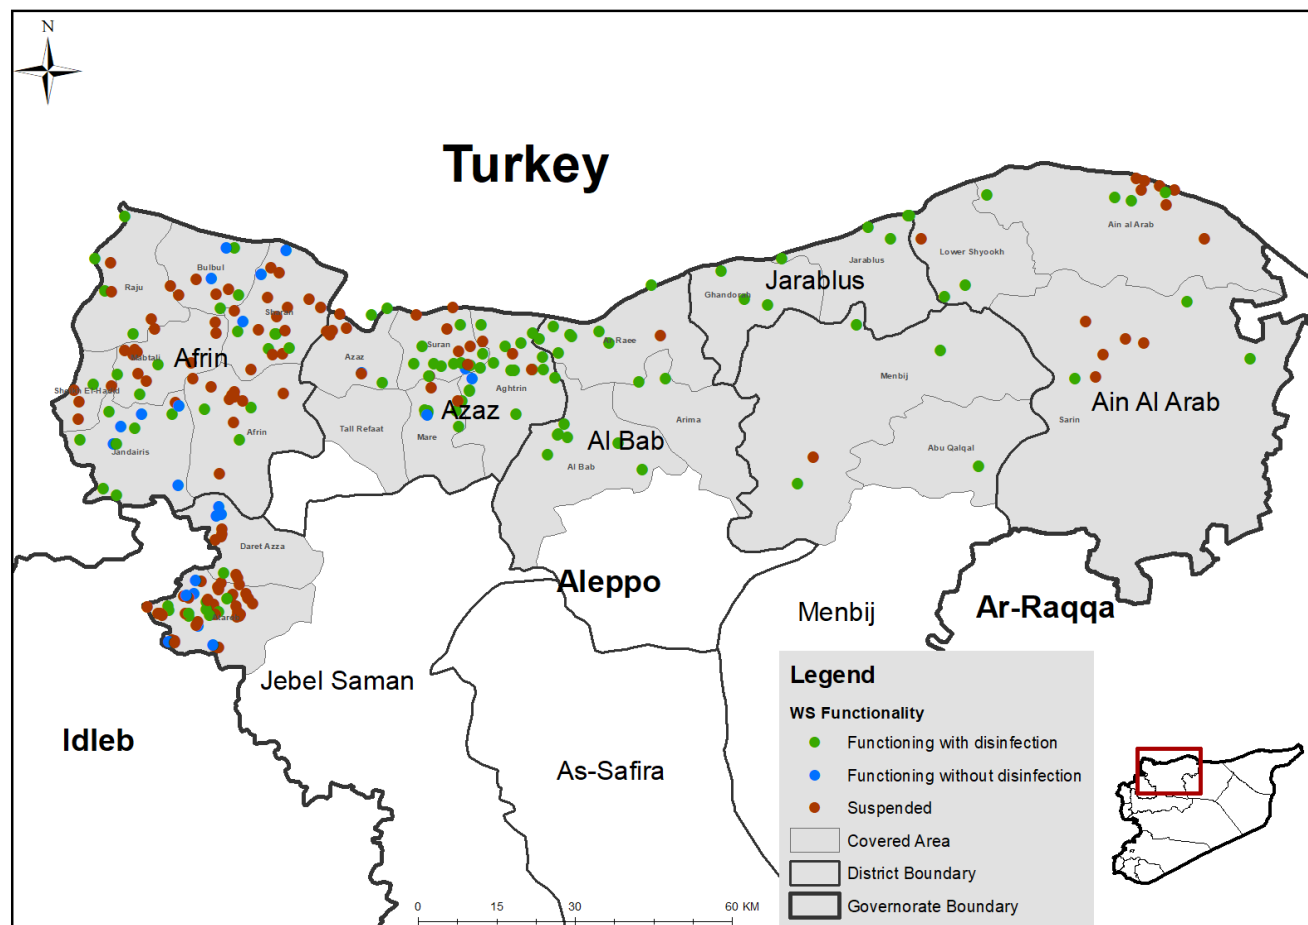 N
Turkey
Ain al Arab
Bulbul
Jarablus
Lower Shyookh
Raju
Jarablus
Ghandorah
Sharan
Suran
Ar-Raee
Afrin
Azaz
Menbij
Aghtrin
Ain Al Arab
Azaz
Arima
Sarin
Afrin
Tall Refaat
Mare
Al Bab
Abu Qalqal
Jandairis
Al Bab
Daret Azza
Aleppo
Menbij
Ar-Raqqa
Jebel Saman
Legend
WS Functionality
Idleb
Functioning with disinfection
As-Safira
Functioning without disinfection
Suspended
Covered Area
District Boundary
Governorate Boundary
0 15 30 60 KM